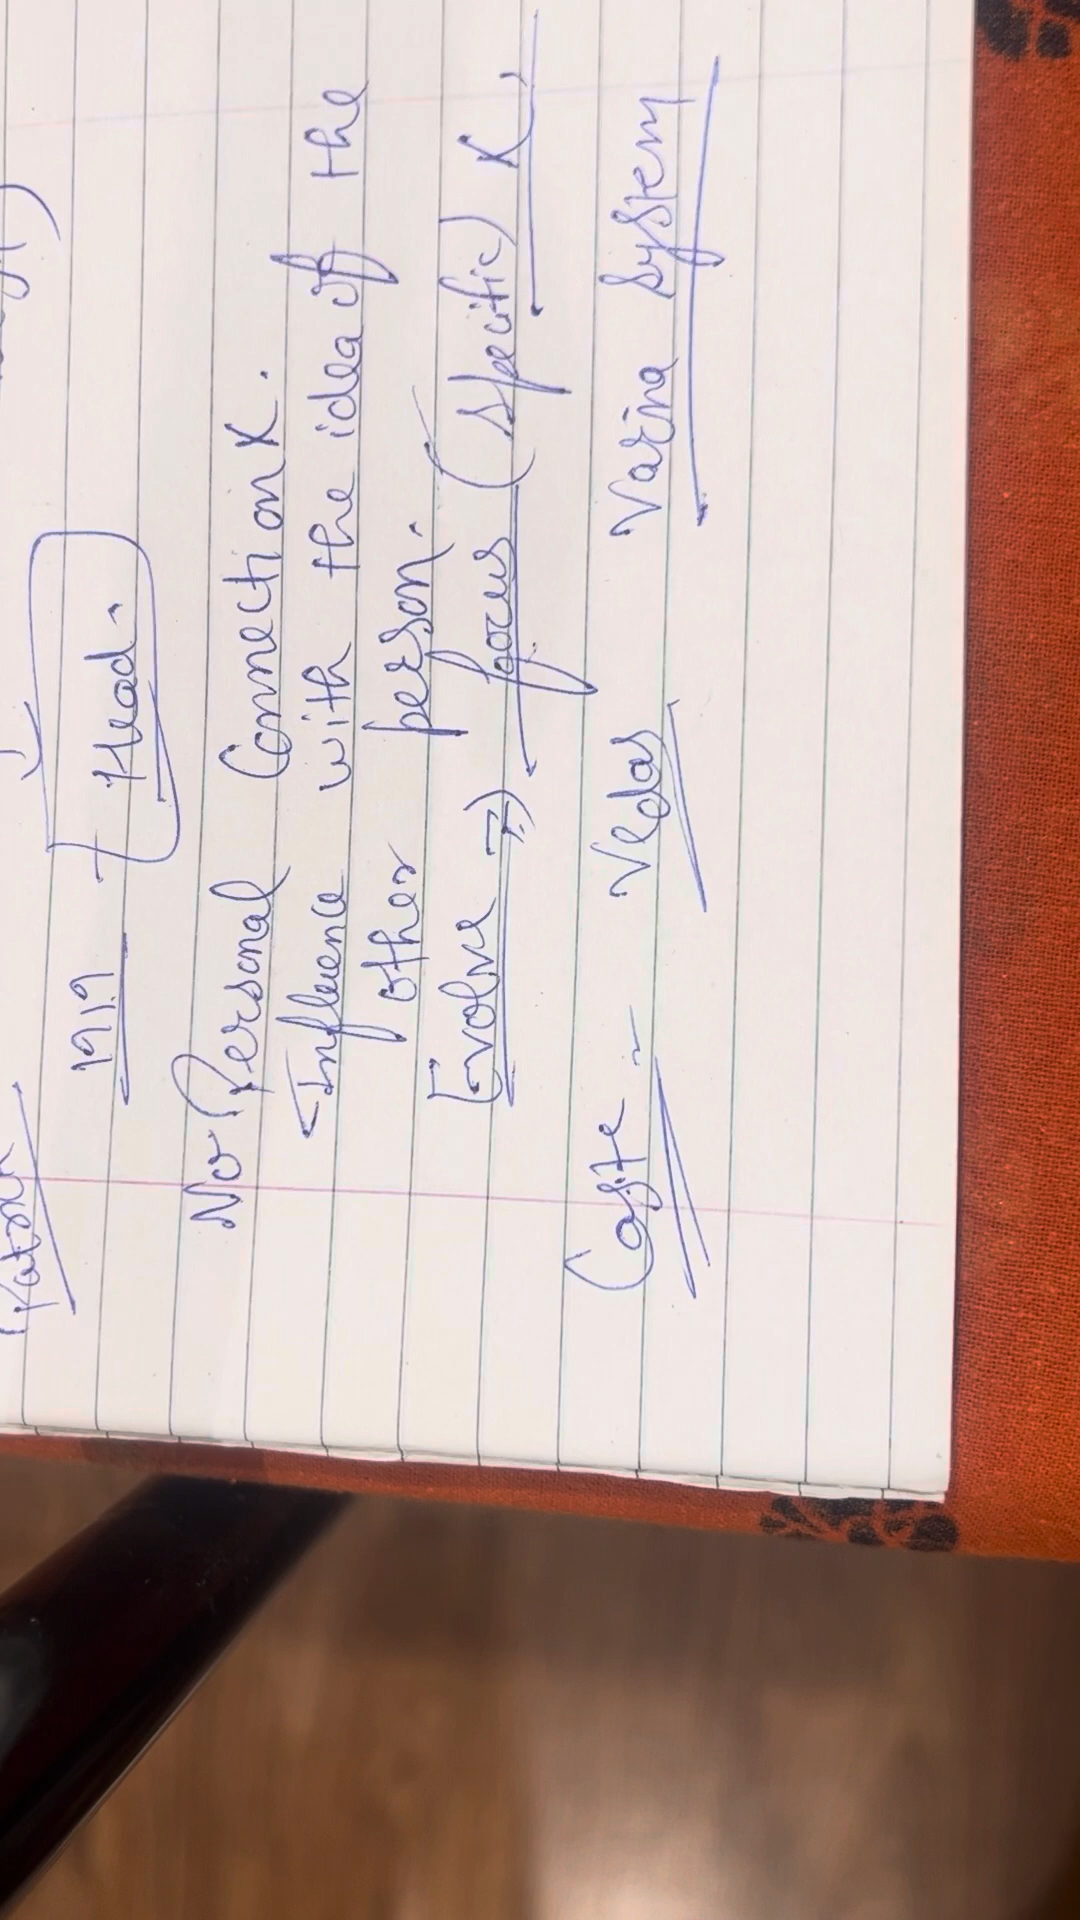 1919 - Head.
No Personal Connection X.
Influence with the idea of the
other person.
Evolve => focus (specific) X
Caste - Vedas Varna System